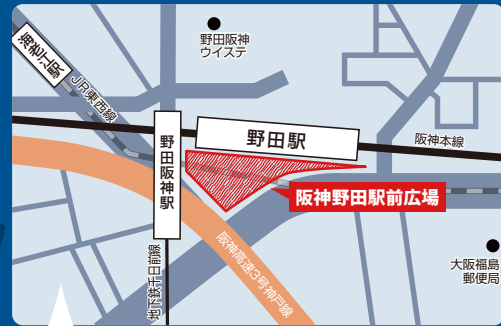 野田阪神
ウイステ
海老江駅
JR東西線
野田阪神駅
野田駅
阪神本線
阪神野田駅前広場
阪神高速3号神戸線
地下鉄千日前線
大阪福島
郵便局